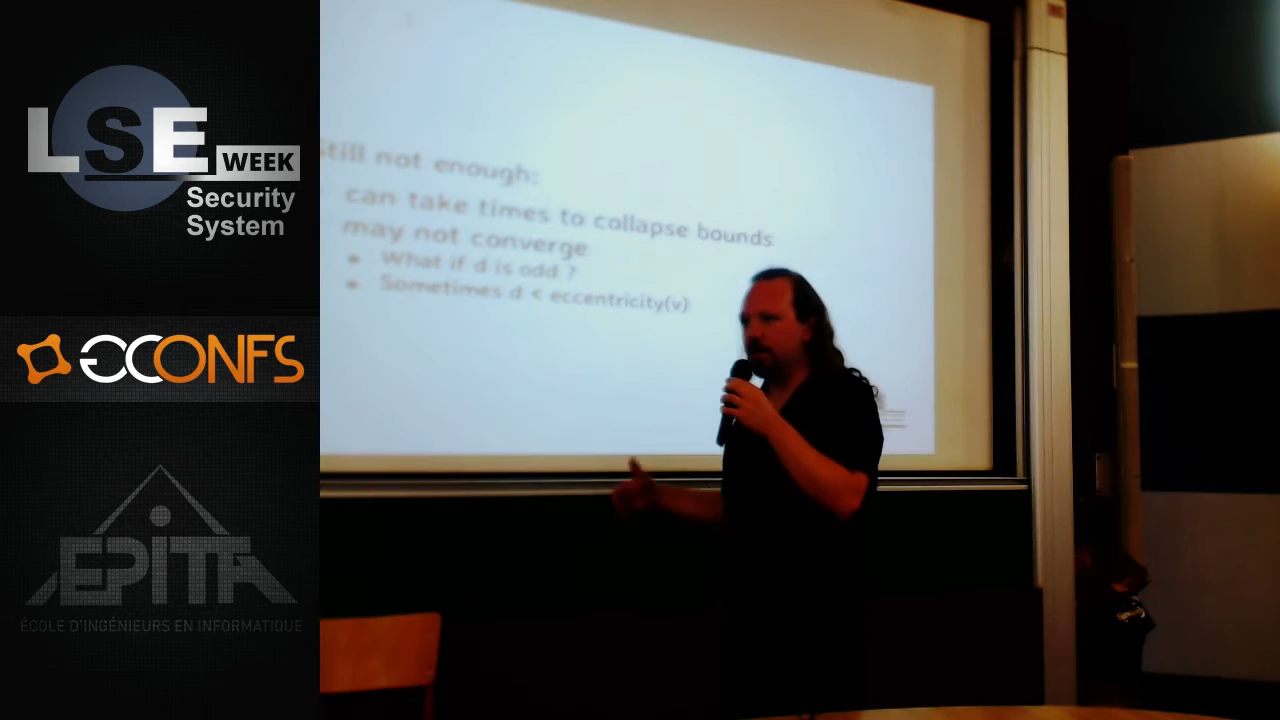 LSE
WEEK
Security
System
CONFS
EPITA
ÉCOLE D'INGÉNIEURS EN INFORMATIQUE
Still not enough:
can take times to collapse bounds
may not converge
What if d is odd ?
Sometimes d < eccentricity(v)